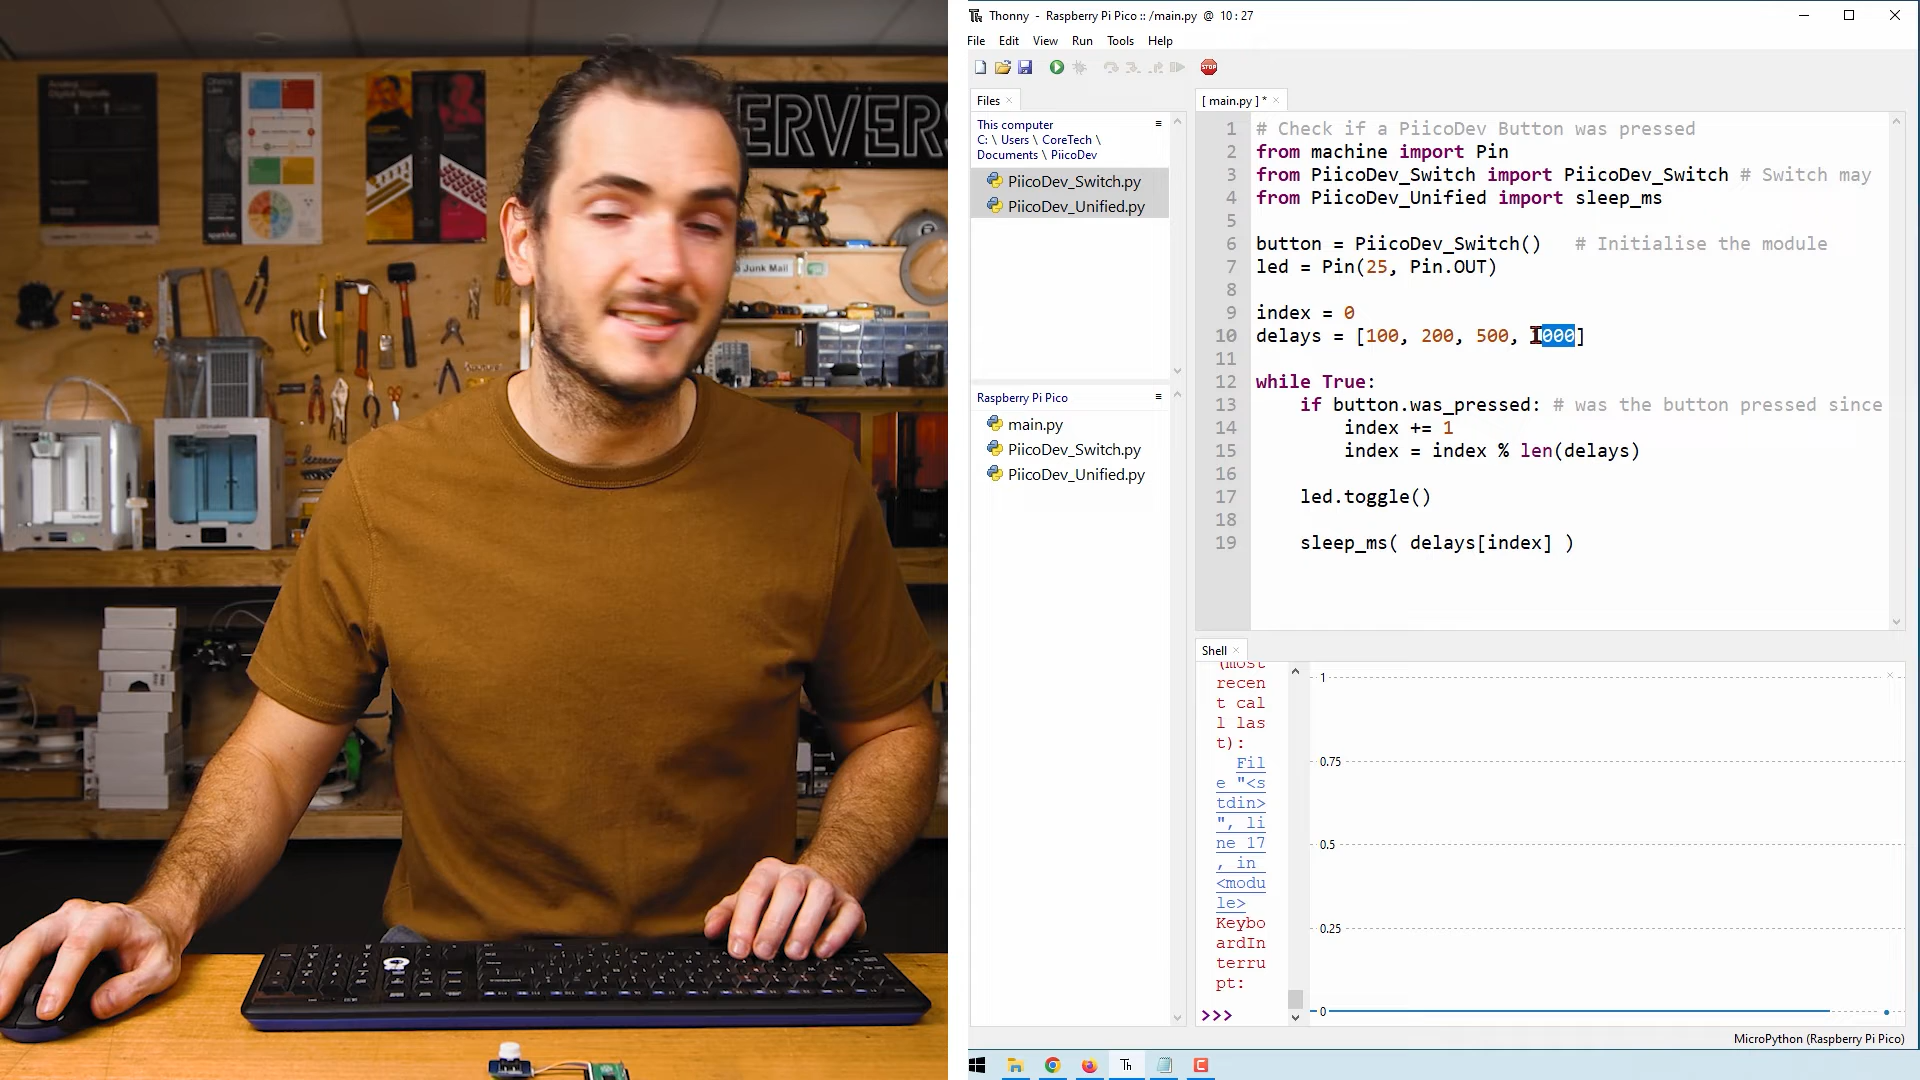 Junk Mail
ERVER
Thonny - Raspberry Pi Pico :: /main.py @ 10:27
File Edit View Run Tools Help
STOP
Files
This computer
C: \ Users \ CoreTech \
Documents \ PiicoDev
PiicoDev_Switch.py
PiicoDev_Unified.py
Raspberry Pi Pico
main.py
PiicoDev_Switch.py
PiicoDev_Unified.py
[ main.py ] *
1 # Check if a PiicoDev Button was pressed
2 from machine import Pin
3 from PiicoDev_Switch import PiicoDev_Switch # Switch may
4 from PiicoDev_Unified import sleep_ms
5
6 button = PiicoDev_Switch() # Initialise the module
7 led = Pin(25, Pin.OUT)
8
9 index = 0
10 delays = [100, 200, 500, 1000]
11
12 while True:
13 if button.was_pressed: # was the button pressed since
14 index += 1
15 index = index % len(delays)
16
17 led.toggle()
18
19 sleep_ms( delays[index] )
Shell
(most
recen
t cal
l las
t):
Fil
e "<s
tdin>
", li
ne 17
, in
<modu
le>
Keybo
ardIn
terru
pt:
>>>
1
0.75
0.5
0.25
0
MicroPython (Raspberry Pi Pico)
Th